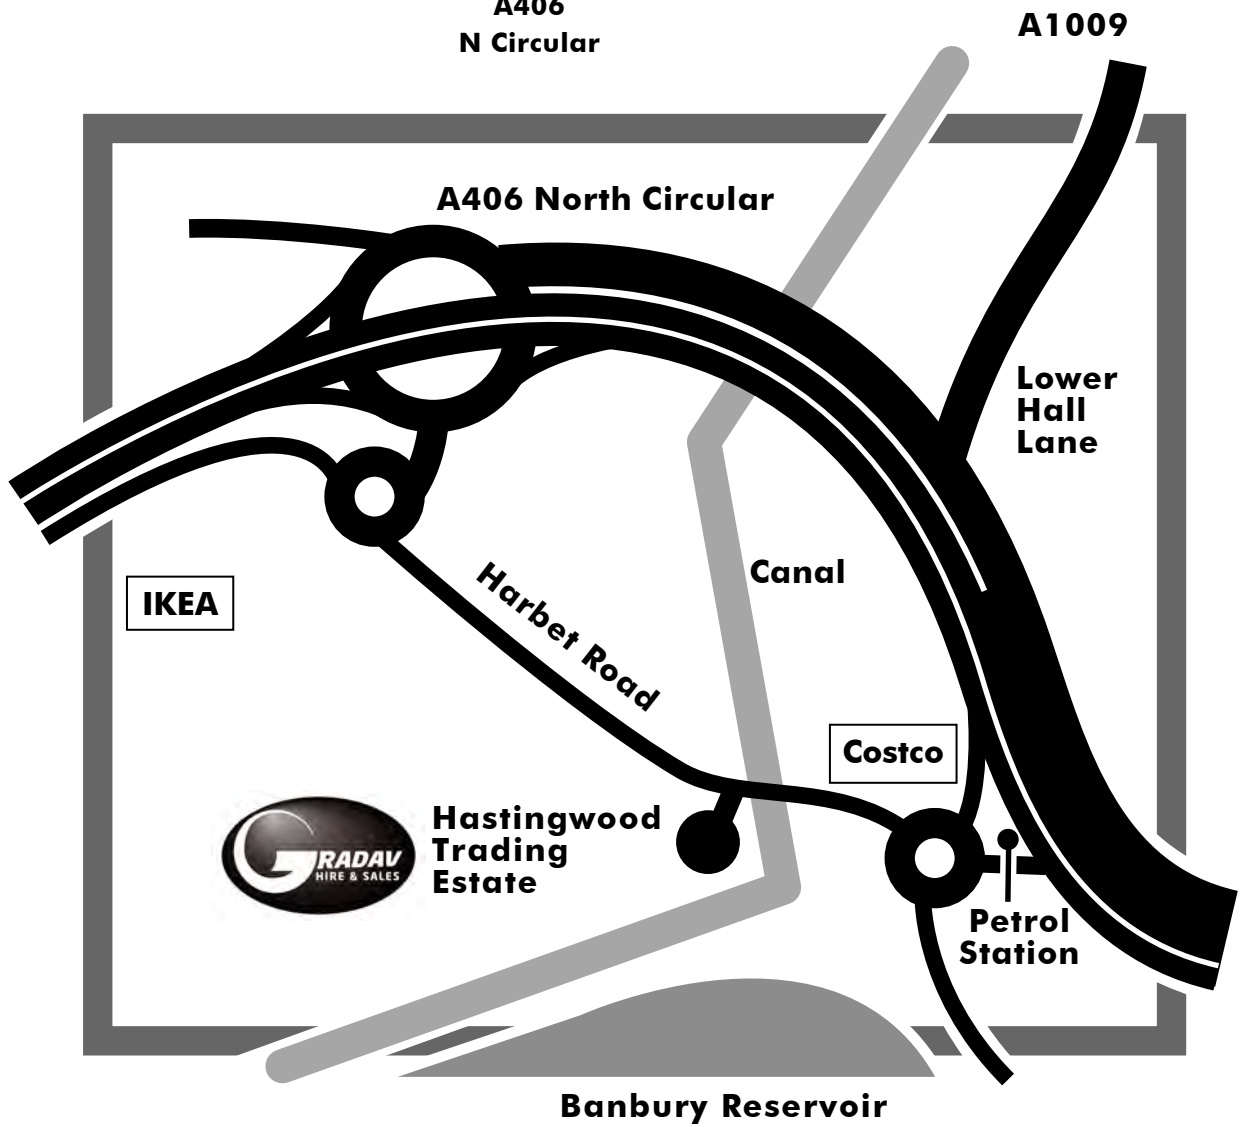 A406
N Circular
A1009
A406 North Circular
Lower
Hall
Lane
Canal
Harbet Road
IKEA
Costco
Hastingwood
Trading
Estate
GRADAV
HIRE & SALES
Petrol
Station
Banbury Reservoir